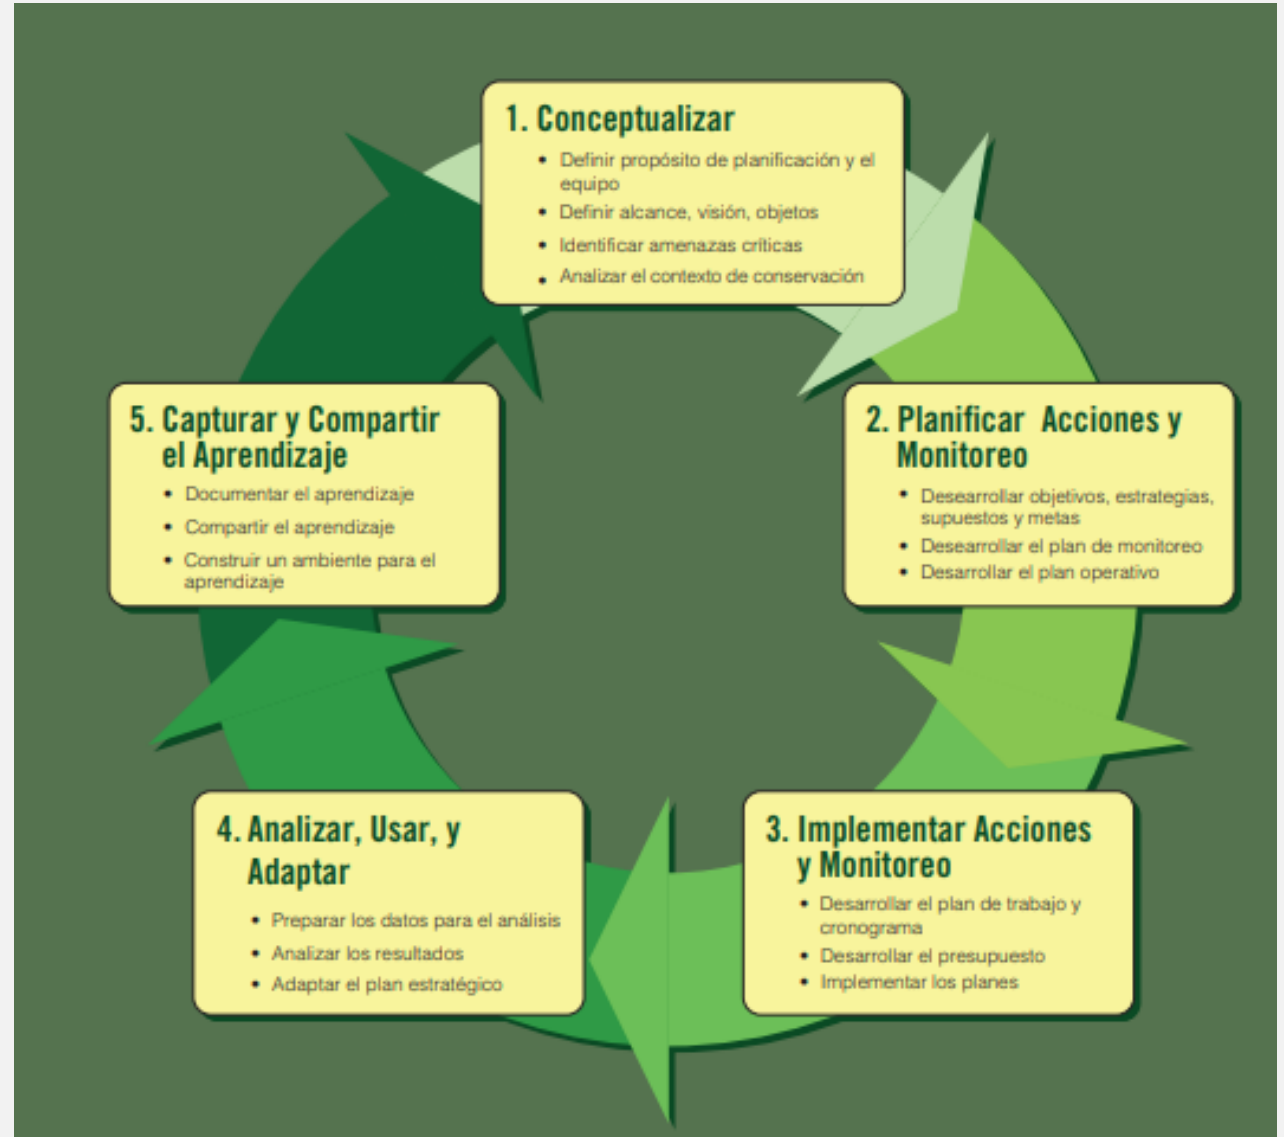 1. Conceptualizar
• Definir propósito de planificación y el
equipo
• Definir alcance, visión, objetos
• Identificar amenazas críticas
• Analizar el contexto de conservación
2. Planificar Acciones y
Monitoreo
• Desearrollar objetivos, estrategias,
supuestos y metas
• Desearrollar el plan de monitoreo
• Desarrollar el plan operativo
3. Implementar Acciones
y Monitoreo
• Desarrollar el plan de trabajo y
cronograma
• Desarrollar el presupuesto
• Implementar los planes
4. Analizar, Usar, y
Adaptar
• Preparar los datos para el análisis
• Analizar los resultados
• Adaptar el plan estratégico
5. Capturar y Compartir
el Aprendizaje
• Documentar el aprendizaje
• Compartir el aprendizaje
• Construir un ambiente para el
aprendizaje